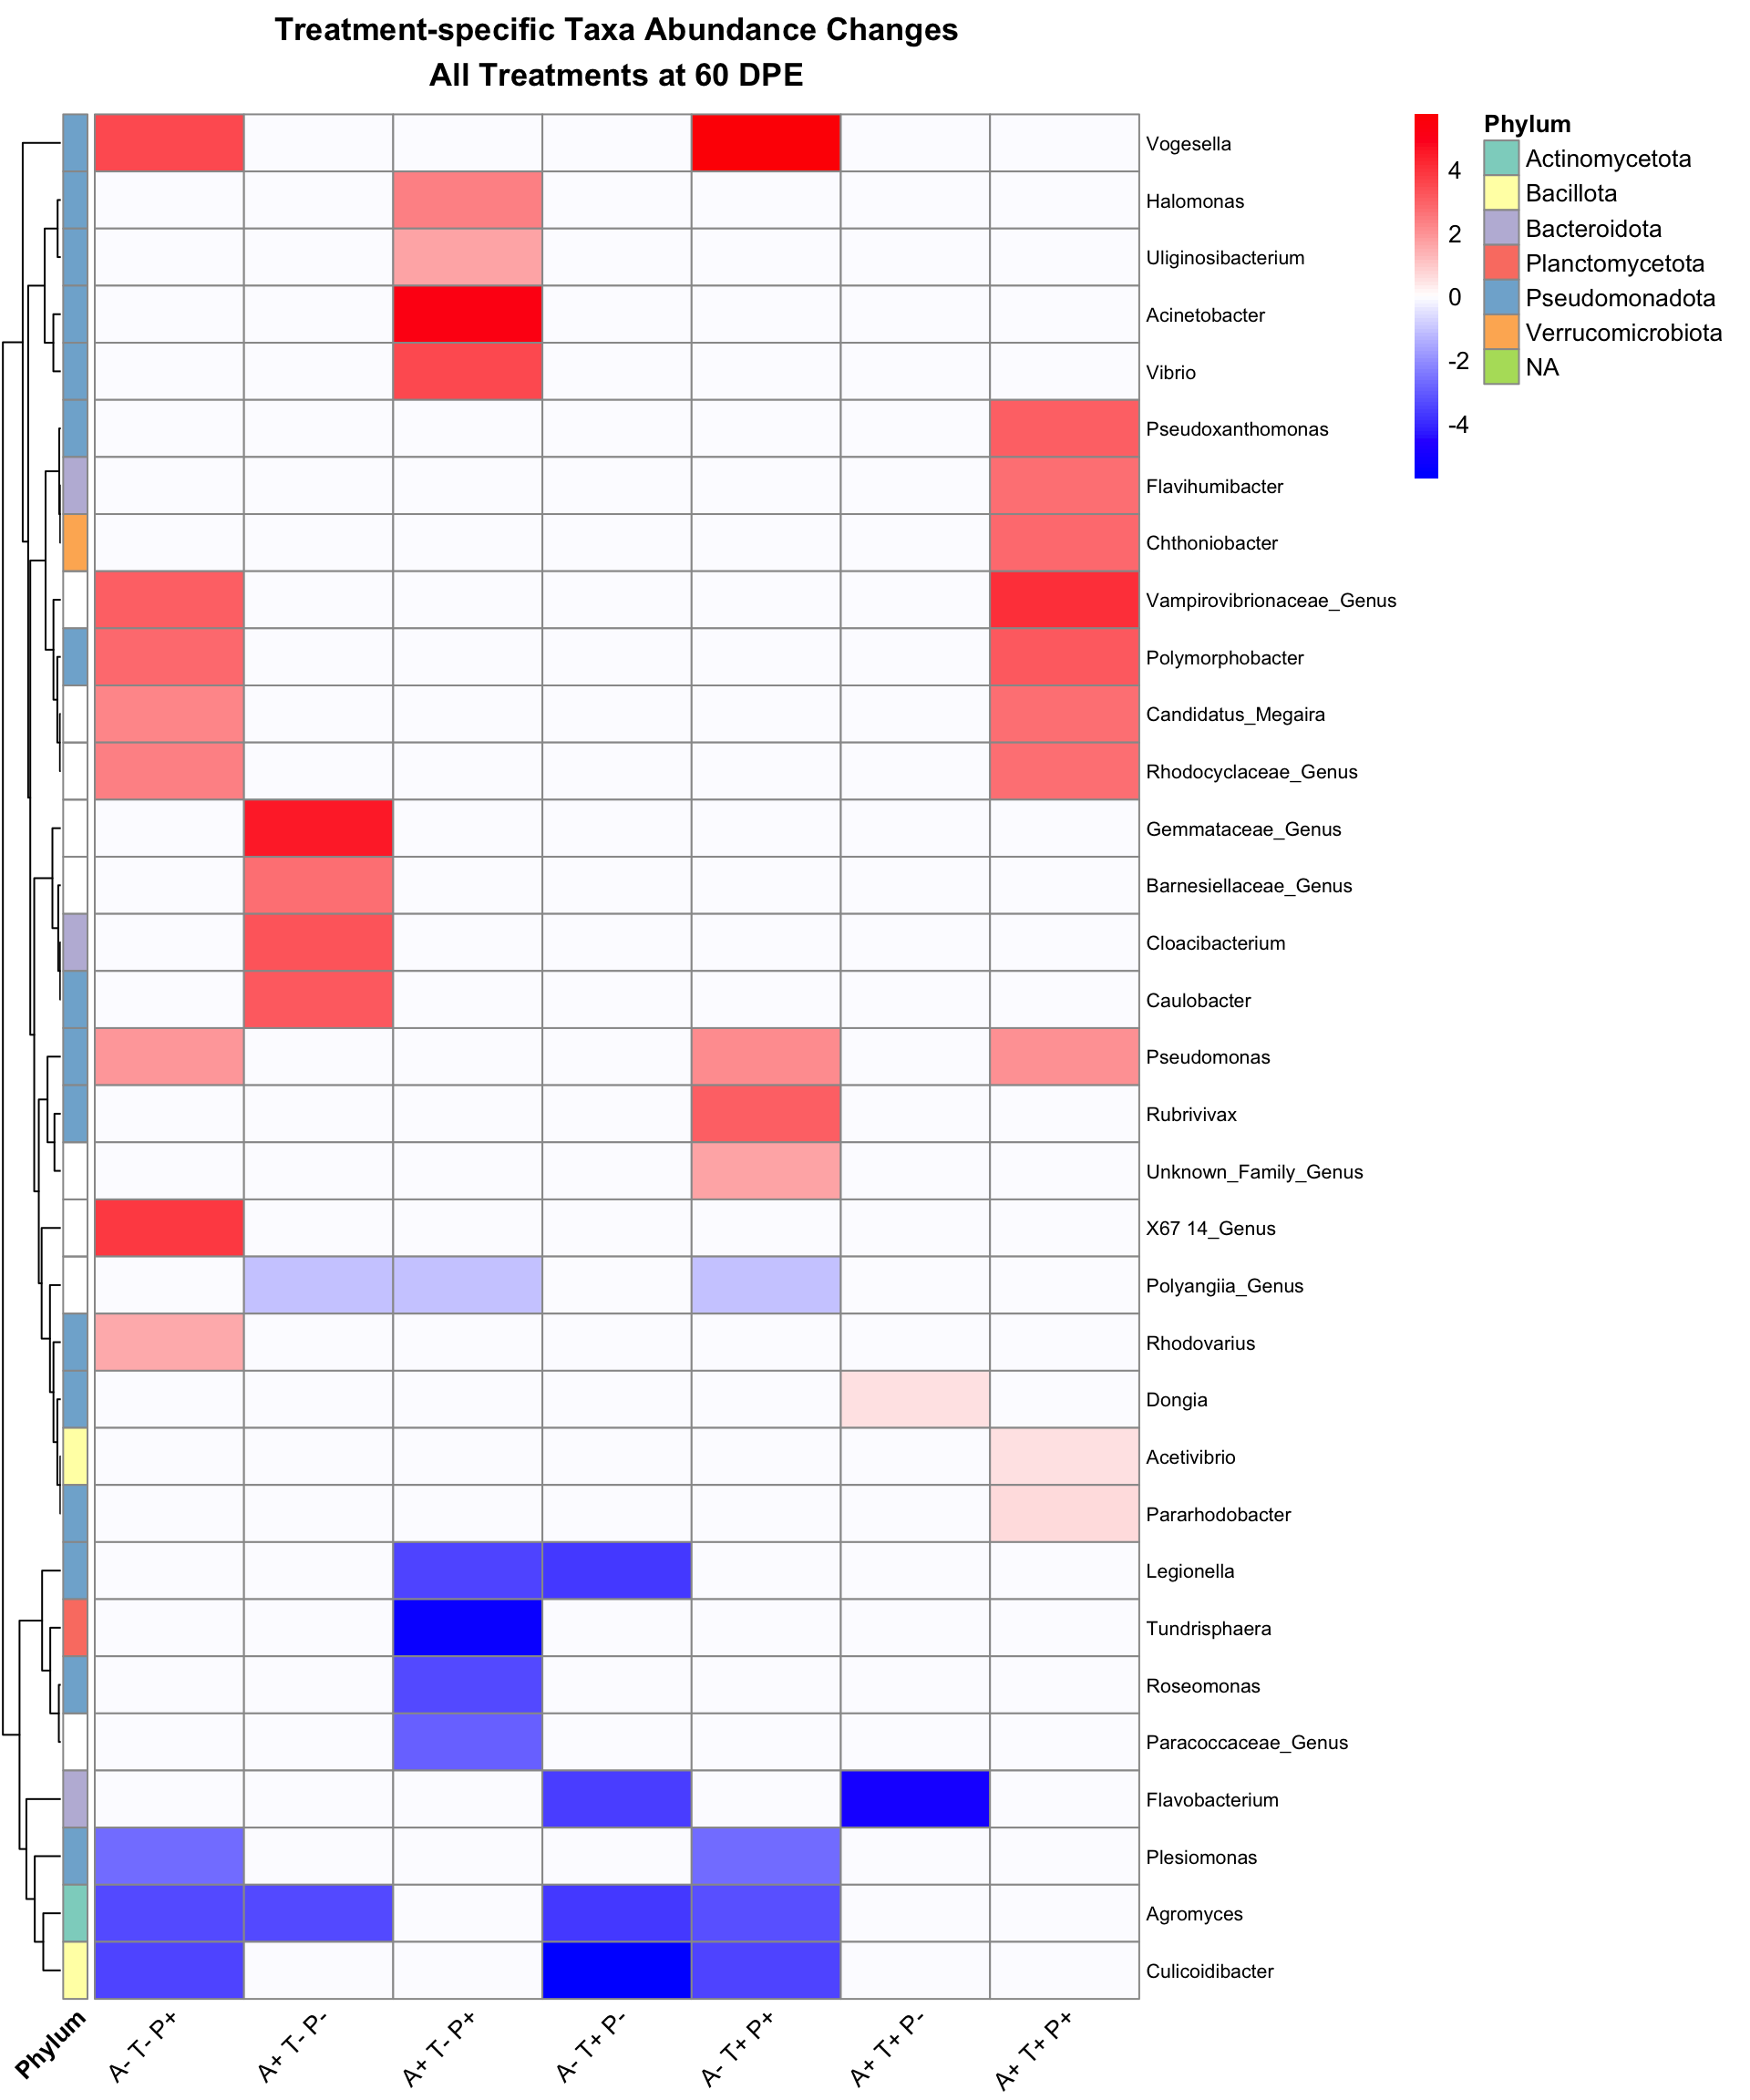 Treatment-specific Taxa Abundance Changes
All Treatments at 60 DPE
Vogesella
Halomonas
Uliginosibacterium
Acinetobacter
Vibrio
Pseudoxanthomonas
Flavihumibacter
Chthoniobacter
Vampirovibrionaceae_Genus
Polymorphobacter
Candidatus_Megaira
Rhodocyclaceae_Genus
Gemmataceae_Genus
Barnesiellaceae_Genus
Cloacibacterium
Caulobacter
Pseudomonas
Rubrivivax
Unknown_Family_Genus
X67 14_Genus
Polyangiia_Genus
Rhodovarius
Dongia
Acetivibrio
Pararhodobacter
Legionella
Tundrisphaera
Roseomonas
Paracoccaceae_Genus
Flavobacterium
Plesiomonas
Agromyces
Culicoidibacter
Phylum
A- T- P+
A+ T- P-
A+ T- P+
A- T+ P-
A- T+ P+
A+ T+ P-
A+ T+ P+
4
2
0
-2
-4
Phylum
Actinomycetota
Bacillota
Bacteroidota
Planctomycetota
Pseudomonadota
Verrucomicrobiota
NA